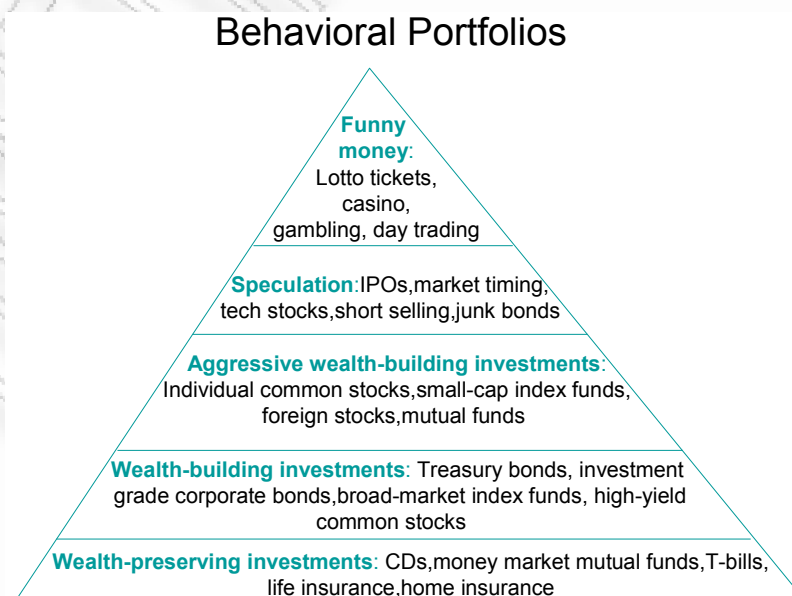 Behavioral Portfolios
Funny
money:
Lotto tickets,
casino,
gambling, day trading
Speculation:IPOs,market timing,
tech stocks,short selling,junk bonds
Aggressive wealth-building investments:
Individual common stocks,small-cap index funds,
foreign stocks,mutual funds
Wealth-building investments: Treasury bonds, investment
grade corporate bonds,broad-market index funds, high-yield
common stocks
Wealth-preserving investments: CDs,money market mutual funds,T-bills,
life insurance,home insurance